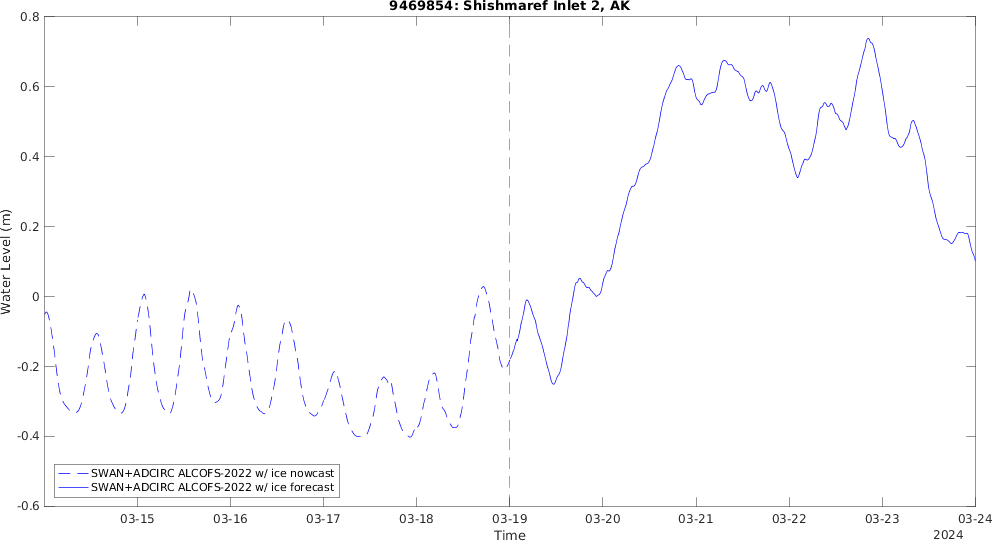 9469854: Shishmaref Inlet 2, AK
0.8
0.6
0.4
0.2
0
-0.2
-0.4
-0.6
Water Level (m)
SWAN+ADCIRC ALCOFS-2022 w/ ice nowcast
SWAN+ADCIRC ALCOFS-2022 w/ ice forecast
03-15 03-16 03-17 03-18 03-19 03-20 03-21 03-22 03-23 03-24
Time
2024